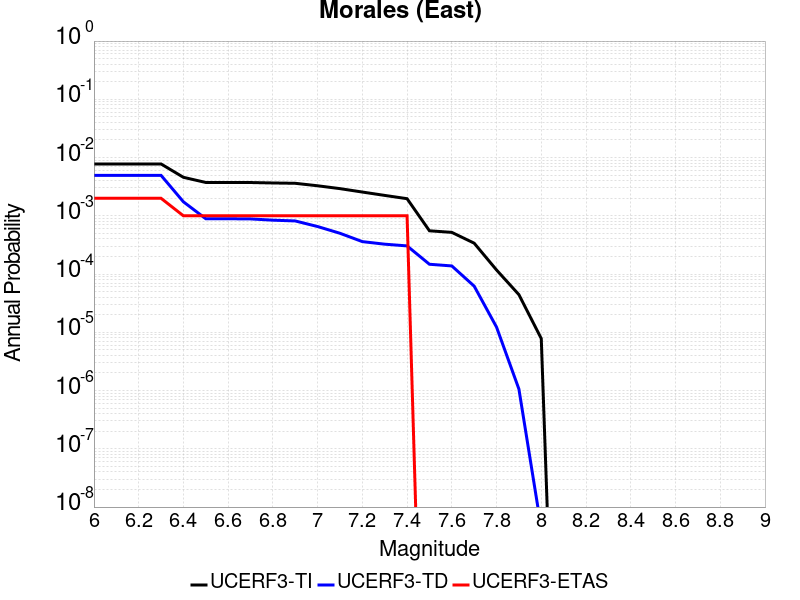 Morales (East)
10^0
10^-1
10^-2
10^-3
10^-4
10^-5
10^-6
10^-7
10^-8
Annual Probability
6 6.2 6.4 6.6 6.8 7 7.2 7.4 7.6 7.8 8 8.2 8.4 8.6 8.8 9
Magnitude
UCERF3-TI UCERF3-TD UCERF3-ETAS